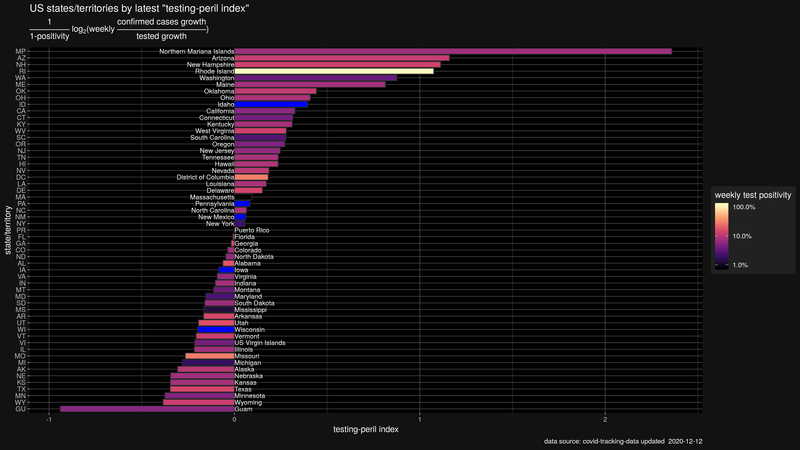 US states/territories by latest "testing-peril index"
1 confirmed cases growth
log2(weekly )
1-positivity tested growth
MP Northern Mariana Islands
AZ Arizona
NH New Hampshire
RI Rhode Island
WA Washington
ME Maine
OK Oklahoma
OH Ohio
ID Idaho
CA California
CT Connecticut
KY Kentucky
WV West Virginia
SC South Carolina
OR Oregon
NJ New Jersey
TN Tennessee
HI Hawaii
NV Nevada
DC District of Columbia
LA Louisiana
DE Delaware
MA Massachusetts
PA Pennsylvania
NC North Carolina
NM New Mexico
NY New York
PR Puerto Rico
FL Florida
GA Georgia
CO Colorado
ND North Dakota
AL Alabama
IA Iowa
VA Virginia
IN Indiana
MT Montana
MD Maryland
SD South Dakota
MS Mississippi
AR Arkansas
UT Utah
WI Wisconsin
VT Vermont
VI US Virgin Islands
IL Illinois
MO Missouri
MI Michigan
AK Alaska
NE Nebraska
KS Kansas
TX Texas
MN Minnesota
WY Wyoming
GU Guam
state/territory
-1 0 1 2
testing-peril index
weekly test positivity
100.0%
10.0%
1.0%
data source: covid-tracking-data updated 2020-12-12